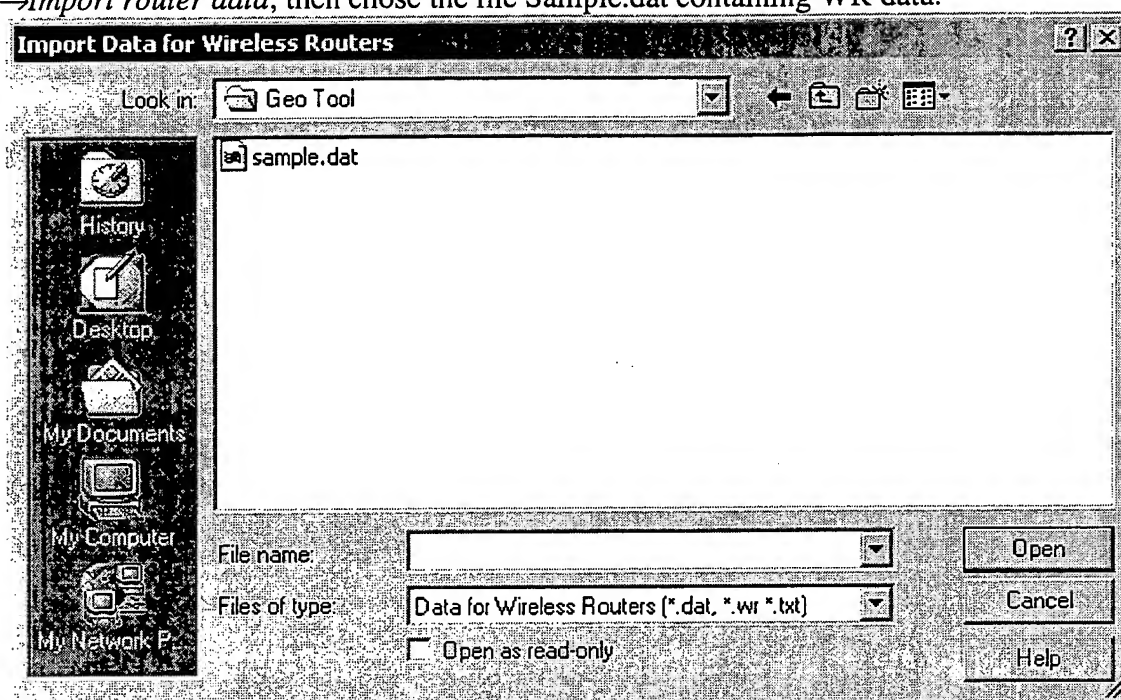 →Import router data, then chose the file Sample.dat containing WR data.
Import Data for Wireless Routers
Look in: Geo Tool
sample.dat
History
Desktop
My Documents
My Computer
My Network P
File name:
Files of type: Data for Wireless Routers (*.dat, *.wr *.txt)
Open as read-only
Open
Cancel
Help